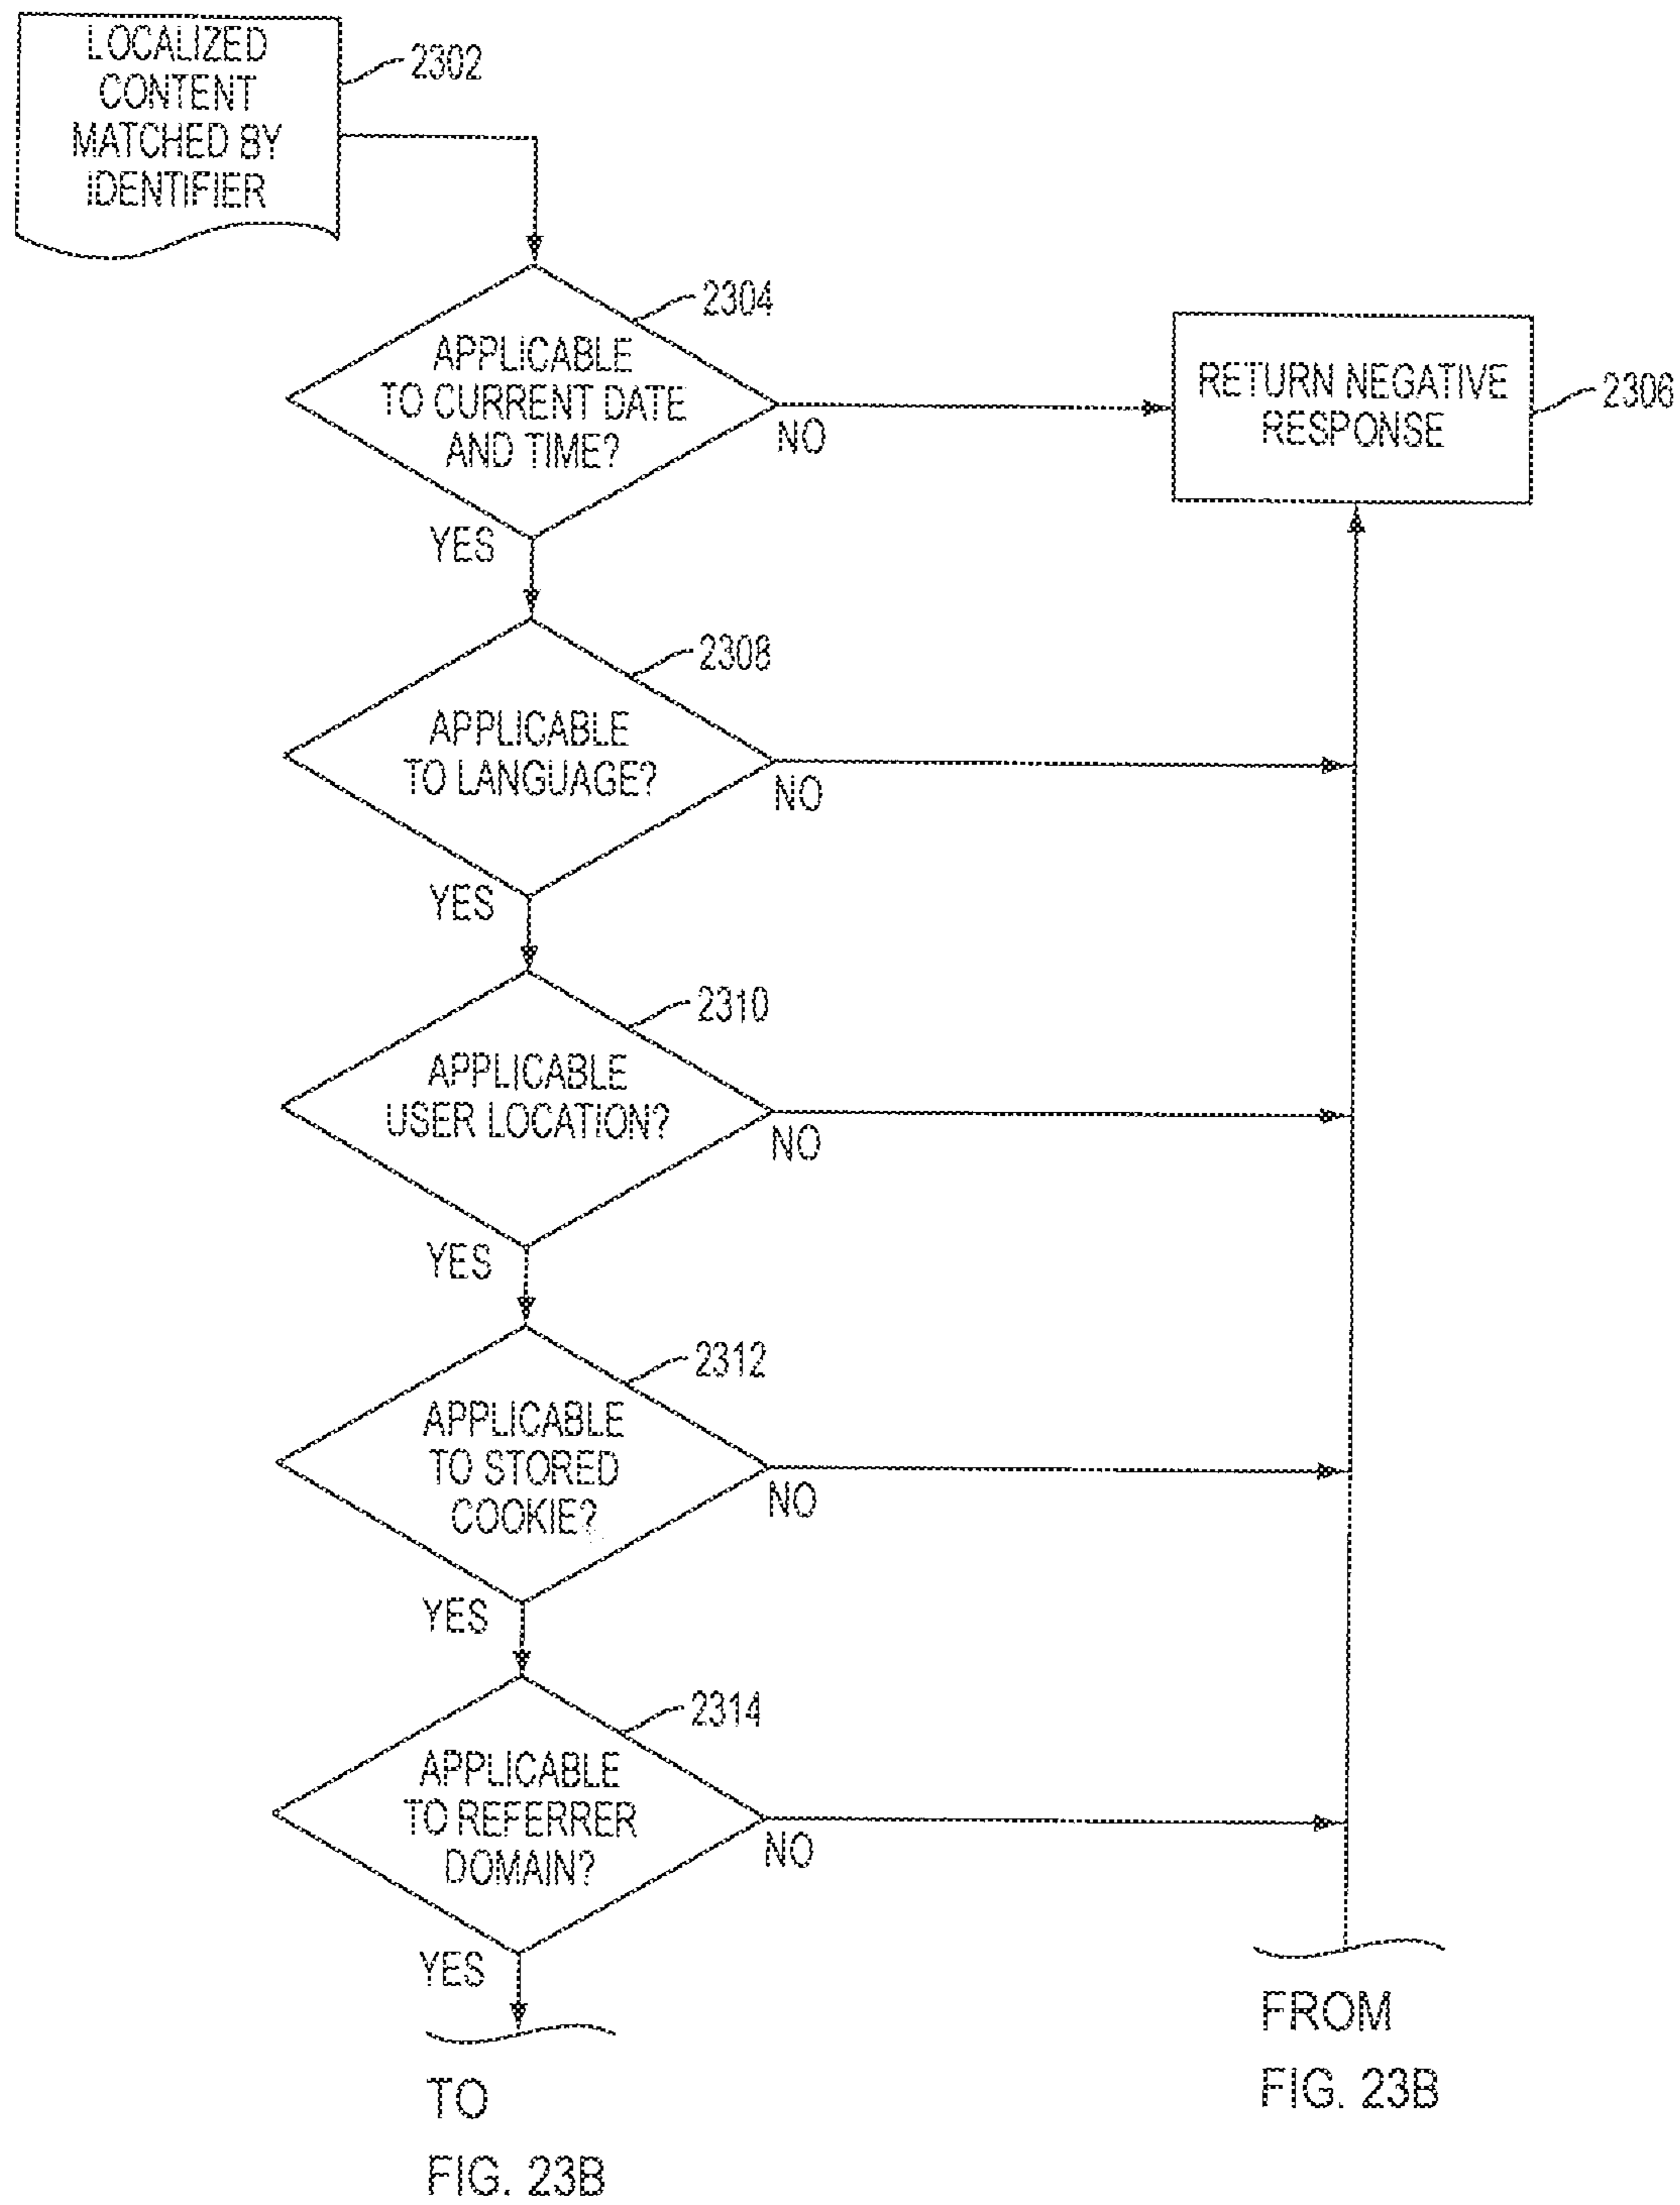 LOCALIZED
CONTENT
MATCHED BY
IDENTIFIER
2302
2304
APPLICABLE
TO CURRENT DATE
AND TIME?
NO
YES
RETURN NEGATIVE
RESPONSE
2306
2308
APPLICABLE
TO LANGUAGE?
NO
YES
2310
APPLICABLE
USER LOCATION?
NO
YES
2312
APPLICABLE
TO STORED
COOKIE?
NO
YES
2314
APPLICABLE
TO REFERRER
DOMAIN?
NO
YES
TO
FIG. 23B
FROM
FIG. 23B